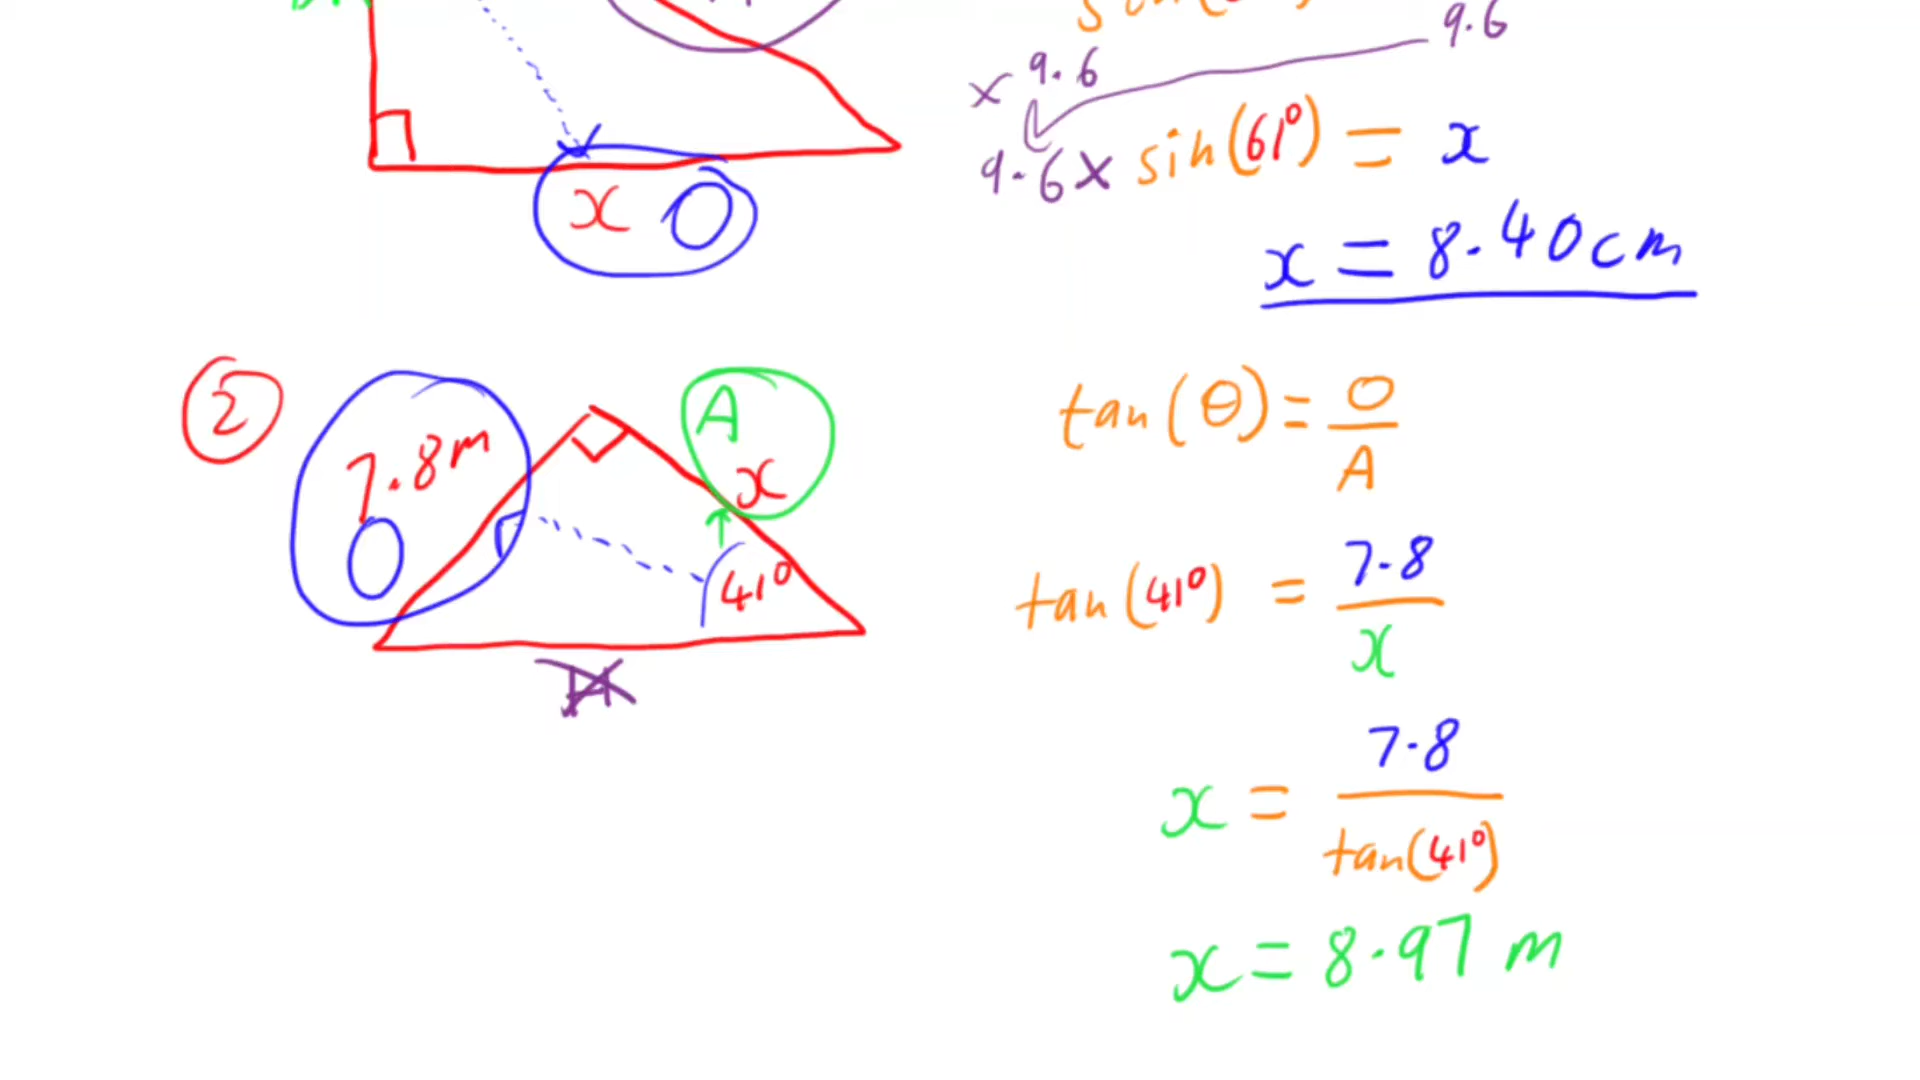 9.6
x 9.6
9.6 x sin(61°) = x
x O
x = 8.40cm
2
7.8m
O
A
x
41°
H
tan(θ) = O/A
tan(41°) = 7.8/x
x = 7.8/tan(41°)
x = 8.97 m